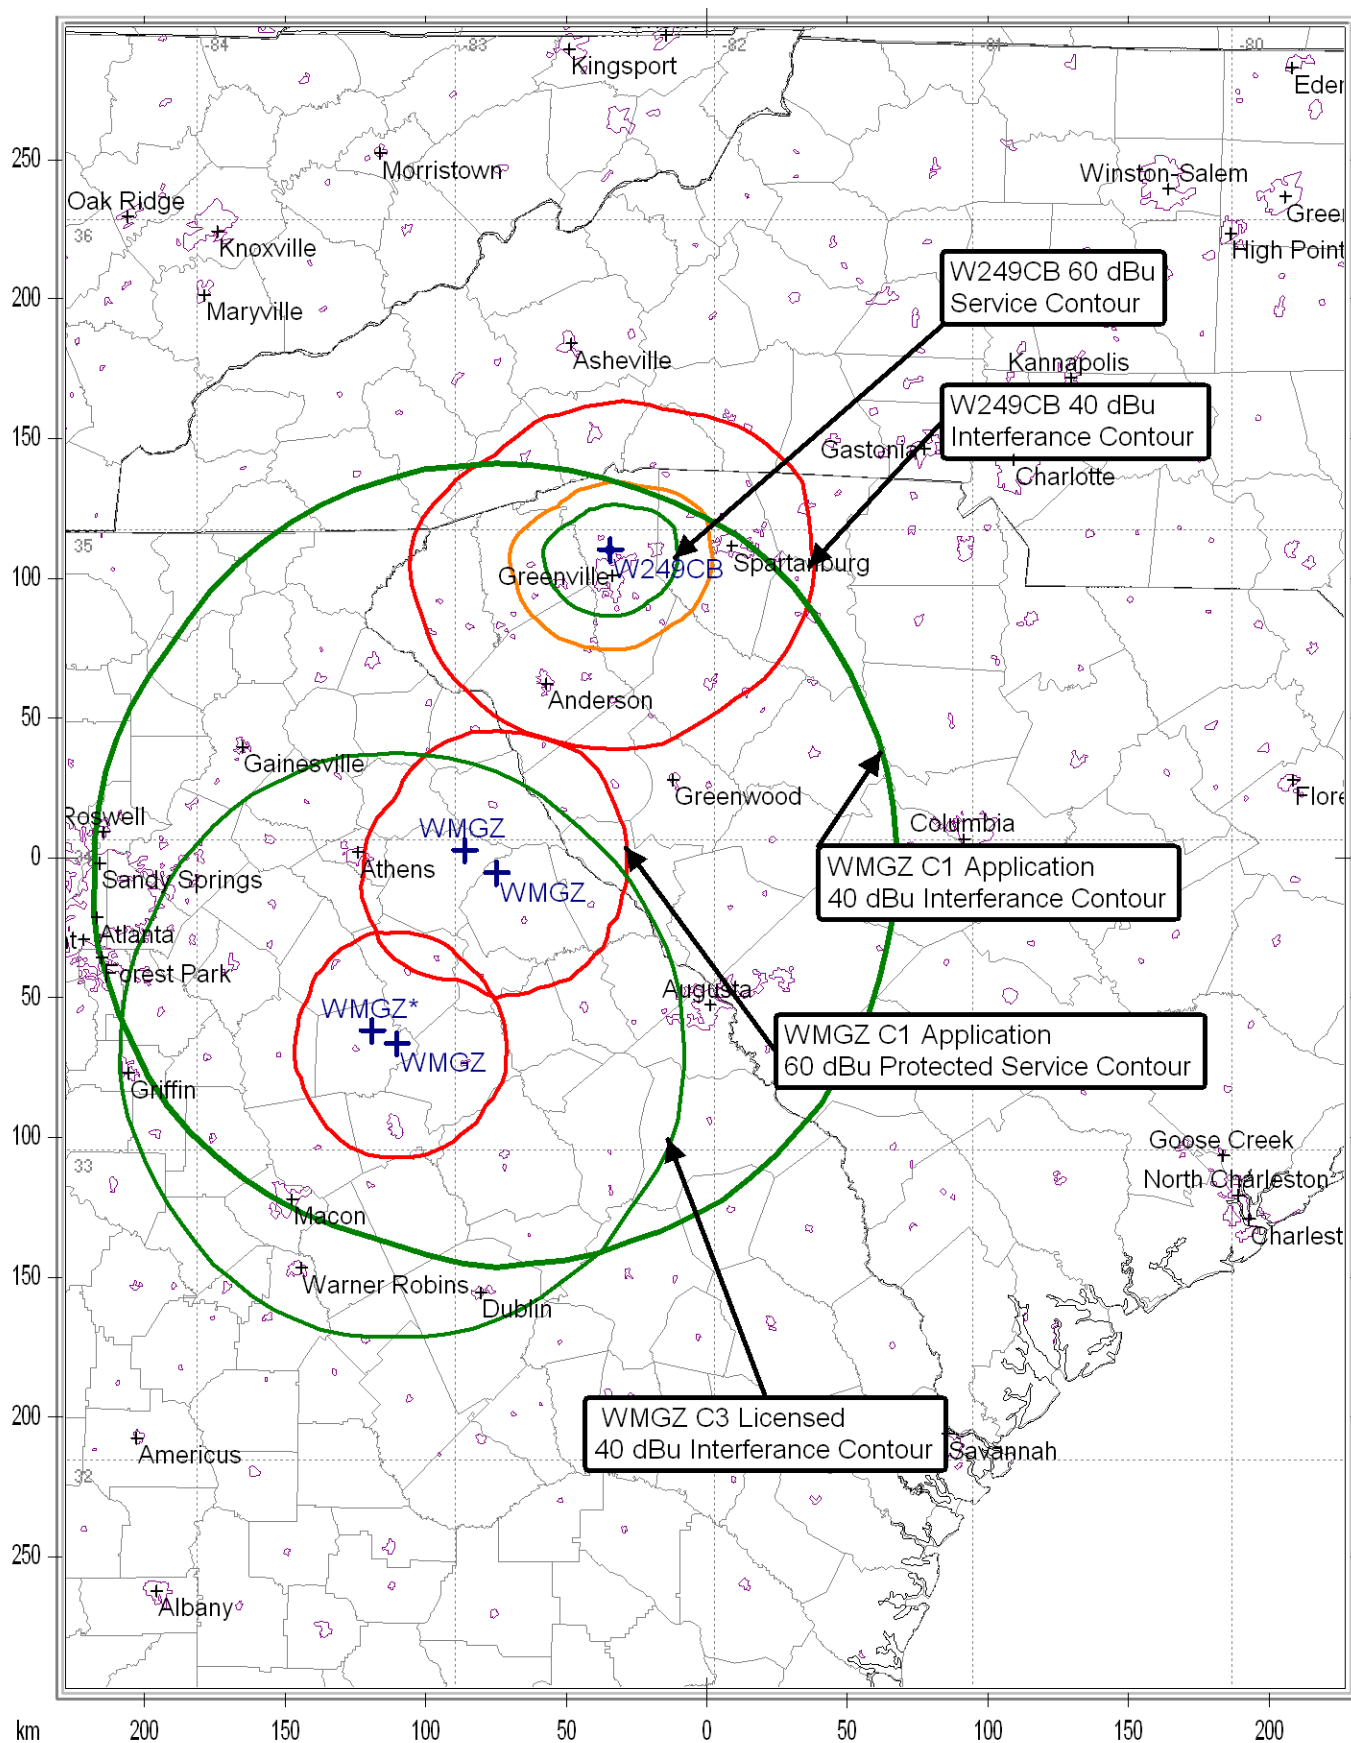 -84 -83 -82 -81 -80
Kingsport
Eden
250
Morristown
Winston-Salem
Oak Ridge
Green
36
Knoxville
High Point
W249CB 60 dBu
Service Contour
200
Maryville
Asheville
Kannapolis
W249CB 40 dBu
Interferance Contour
150
Gastonia
Charlotte
35
Spartanburg
100
Greenville
W249CB
Anderson
50
Gainesville
Greenwood
Flore
Roswell
WMGZ
Columbia
0
34
Athens
WMGZ C1 Application
40 dBu Interferance Contour
Sandy Springs
WMGZ
Atlanta
Forest Park
50
Augusta
WMGZ*
WMGZ C1 Application
60 dBu Protected Service Contour
WMGZ
Griffin
100
Goose Creek
33
North Charleston
Macon
Charlest
150
Warner Robins
Dublin
200
WMGZ C3 Licensed
40 dBu Interferance Contour
Americus
Savannah
32
250
Albany
km 200 150 100 50 0 50 100 150 200